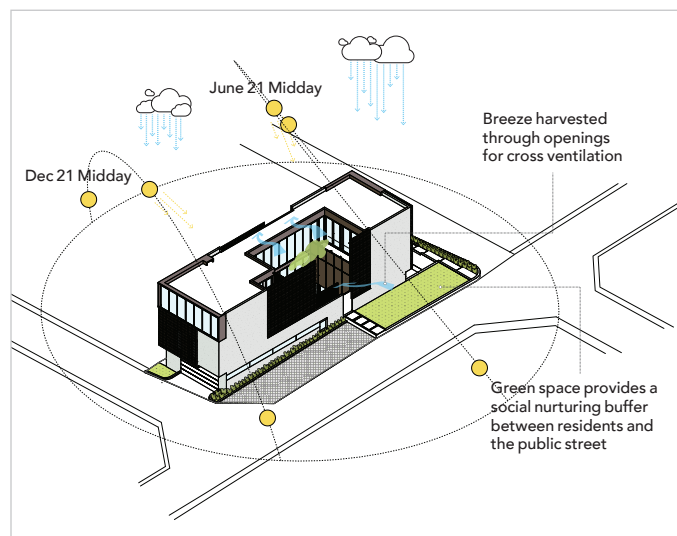 June 21 Midday
Dec 21 Midday
Breeze harvested
through openings
for cross ventilation
Green space provides a
social nurturing buffer
between residents and
the public street